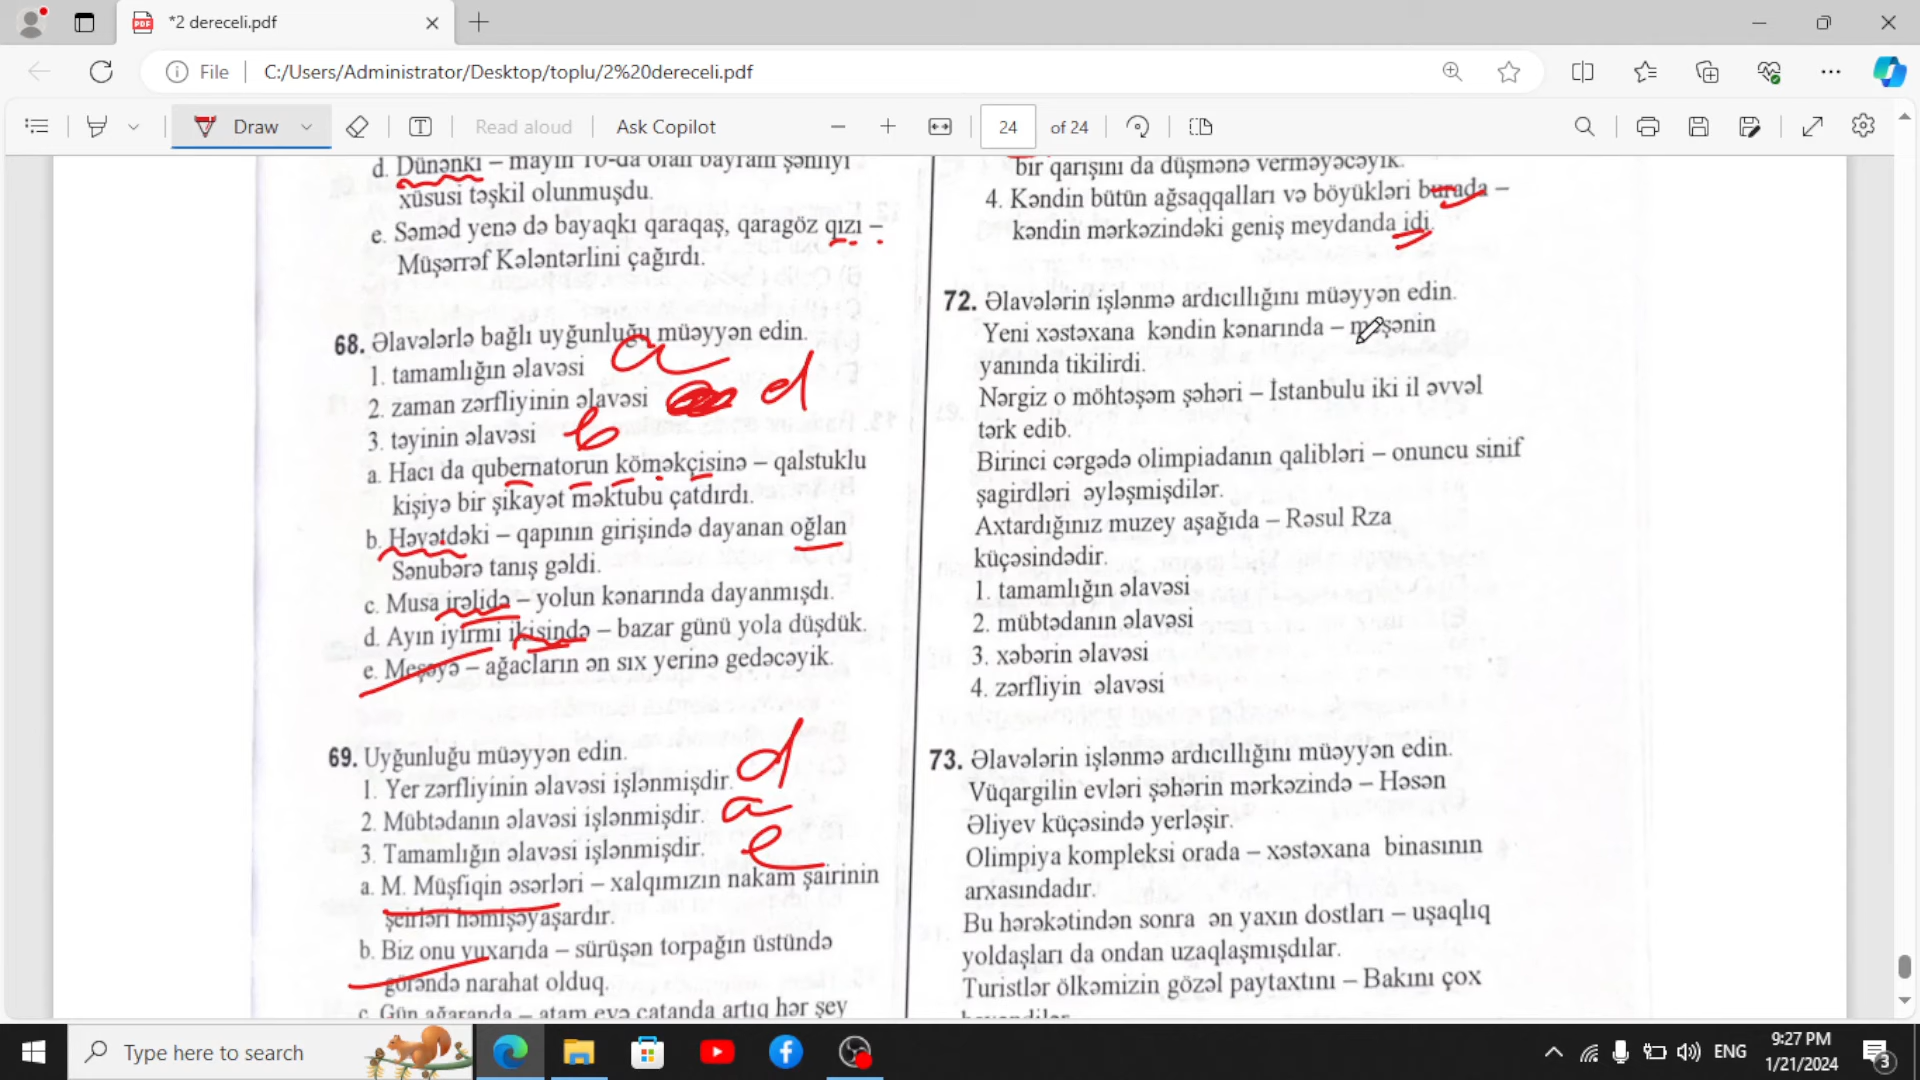 *2 dereceli.pdf
File
C:/Users/Administrator/Desktop/toplu/2%20dereceli.pdf
Draw
Read aloud
Ask Copilot
24
of 24
d. Dünənki – mayın 10-da olan bayram şənliyi
xüsusi təşkil olunmuşdu.
e. Səməd yenə də bayaqkı qaraqaş, qaragöz qızı –
Müşərrəf Kələntərlini çağırdı.
68. Əlavələrlə bağlı uyğunluğu müəyyən edin.
1. tamamlığın əlavəsi a
2. zaman zərfliyinin əlavəsi d
3. təyinin əlavəsi b
a. Hacı da qubernatorun köməkçisinə – qalstuklu
kişiyə bir şikayət məktubu çatdırdı.
b. Həyətdəki – qapının girişində dayanan oğlan
Sənubərə tanış gəldi.
c. Musa irəlidə – yolun kənarında dayanmışdı.
d. Ayın iyirmi ikisində – bazar günü yola düşdük.
e. Meşəyə – ağacların ən sıx yerinə gedəcəyik.
69. Uyğunluğu müəyyən edin.
1. Yer zərfliyinin əlavəsi işlənmişdir. d
2. Mübtədanın əlavəsi işlənmişdir. a
3. Tamamlığın əlavəsi işlənmişdir. e
a. M. Müşfiqin əsərləri – xalqımızın nakam şairinin
şeirləri həmişəyaşardır.
b. Biz onu yuxarıda – sürüşən torpağın üstündə
görəndə narahat olduq.
c. Gün ağaranda – atam evə çatanda artıq hər şey
bir qarışını da düşmənə verməyəcəyik.
4. Kəndin bütün ağsaqqalları və böyükləri burada –
kəndin mərkəzindəki geniş meydanda idi.
72. Əlavələrin işlənmə ardıcıllığını müəyyən edin.
Yeni xəstəxana kəndin kənarında – meşənin
yanında tikilirdi.
Nərgiz o möhtəşəm şəhəri – İstanbulu iki il əvvəl
tərk edib.
Birinci cərgədə olimpiadanın qalibləri – onuncu sinif
şagirdləri əyləşmişdilər.
Axtardığınız muzey aşağıda – Rəsul Rza
küçəsindədir.
1. tamamlığın əlavəsi
2. mübtədanın əlavəsi
3. xəbərin əlavəsi
4. zərfliyin əlavəsi
73. Əlavələrin işlənmə ardıcıllığını müəyyən edin.
Vüqargilin evləri şəhərin mərkəzində – Həsən
Əliyev küçəsində yerləşir.
Olimpiya kompleksi orada – xəstəxana binasının
arxasındadır.
Bu hərəkətindən sonra ən yaxın dostları – uşaqlıq
yoldaşları da ondan uzaqlaşmışdılar.
Turistlər ölkəmizin gözəl paytaxtını – Bakını çox
Type here to search
ENG
9:27 PM
1/21/2024
3